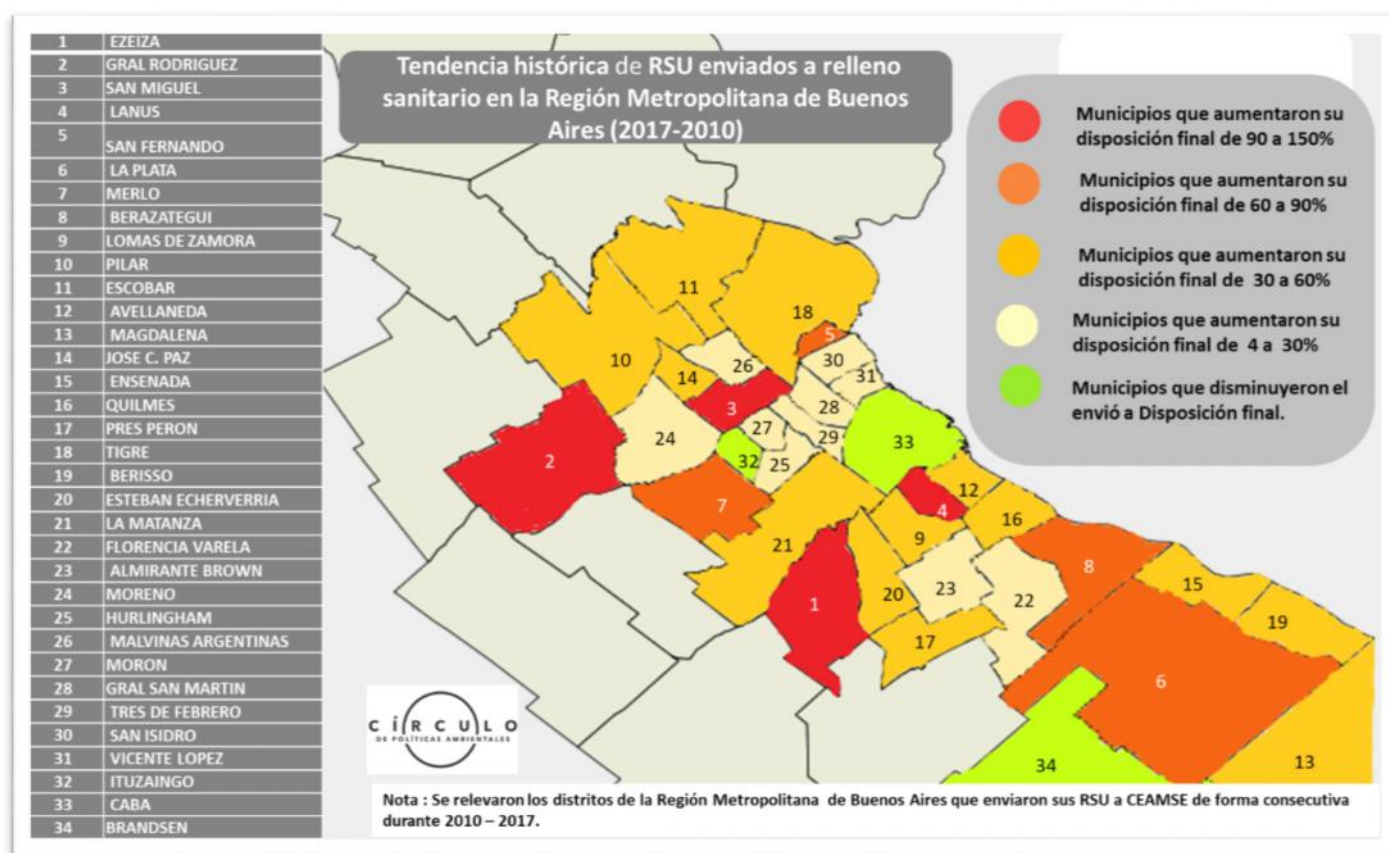 1 EZEIZA
2 GRAL RODRIGUEZ
3 SAN MIGUEL
4 LANUS
5 SAN FERNANDO
6 LA PLATA
7 MERLO
8 BERAZATEGUI
9 LOMAS DE ZAMORA
10 PILAR
11 ESCOBAR
12 AVELLANEDA
13 MAGDALENA
14 JOSE C. PAZ
15 ENSENADA
16 QUILMES
17 PRES PERON
18 TIGRE
19 BERISSO
20 ESTEBAN ECHERVERRIA
21 LA MATANZA
22 FLORENCIA VARELA
23 ALMIRANTE BROWN
24 MORENO
25 HURLINGHAM
26 MALVINAS ARGENTINAS
27 MORON
28 GRAL SAN MARTIN
29 TRES DE FEBRERO
30 SAN ISIDRO
31 VICENTE LOPEZ
32 ITUZAINGO
33 CABA
34 BRANDSEN
Tendencia histórica de RSU enviados a relleno
sanitario en la Región Metropolitana de Buenos
Aires (2017-2010)
Municipios que aumentaron su
disposición final de 90 a 150%
Municipios que aumentaron su
disposición final de 60 a 90%
Municipios que aumentaron su
disposición final de 30 a 60%
Municipios que aumentaron su
disposición final de 4 a 30%
Municipios que disminuyeron el
envió a Disposición final.
11
18
5
10
26
30
14
31
3
28
24
27
29
33
2
32
25
7
12
4
16
21
9
8
23
15
1
20
22
19
17
6
34
13
CÍRCULO
DE POLÍTICAS AMBIENTALES
Nota : Se relevaron los distritos de la Región Metropolitana de Buenos Aires que enviaron sus RSU a CEAMSE de forma consecutiva
durante 2010 – 2017.